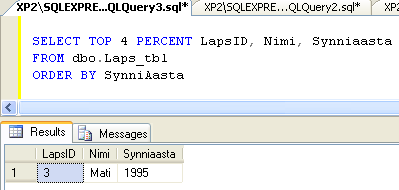 XP2\SQLEXPRE...QLQuery3.sql* XP2\SQLEXPRE...QLQuery2.sql* XP2\SQLEXPRE
SELECT TOP 4 PERCENT LapsID, Nimi, Synniaasta
FROM dbo.Laps_tbl
ORDER BY SynniAasta
Results Messages
LapsID Nimi Synniaasta
1 3 Mati 1995